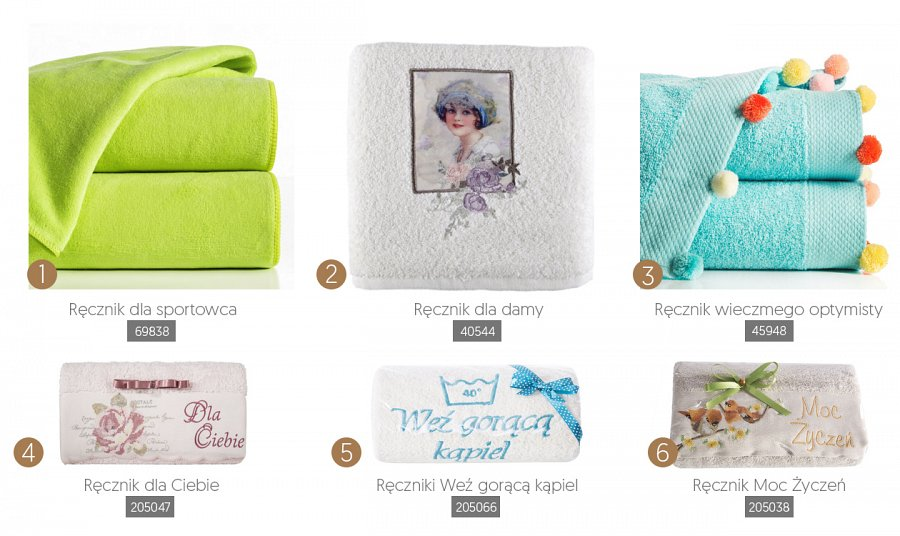 1
2
3
Ręcznik dla sportowca
Ręcznik dla damy
Ręcznik wieczmego optymisty
69838
40544
45948
Dla
Ciebie
40°
Weź gorącą
kąpiel
Moc
Życzeń
4
5
6
Ręcznik dla Ciebie
Ręczniki Weź gorącą kąpiel
Ręcznik Moc Życzeń
205047
205066
205038